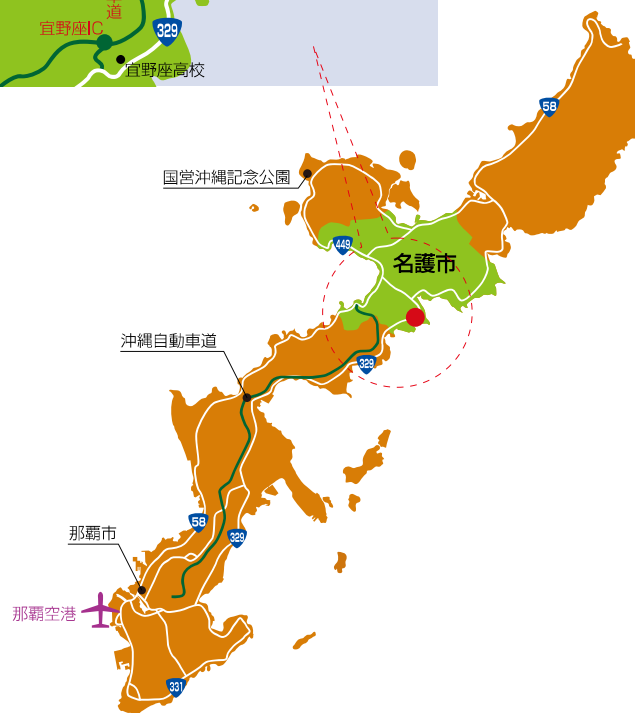 道
宜野座IC
329
宜野座高校
58
国営沖縄記念公園
449
名護市
沖縄自動車道
329
58
329
那覇市
那覇空港
331